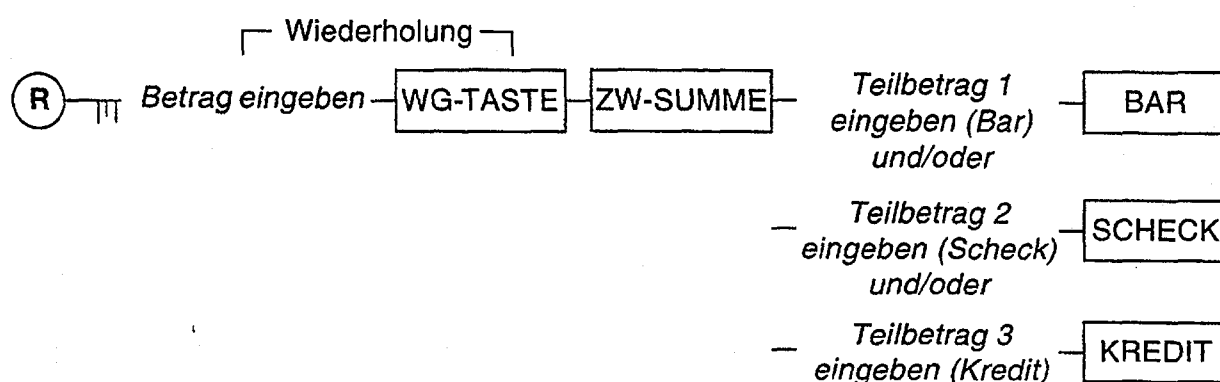 Wiederholung
R Betrag eingeben WG-TASTE ZW-SUMME Teilbetrag 1 BAR
eingeben (Bar)
und/oder
Teilbetrag 2 SCHECK
eingeben (Scheck)
und/oder
Teilbetrag 3 KREDIT
eingeben (Kredit)